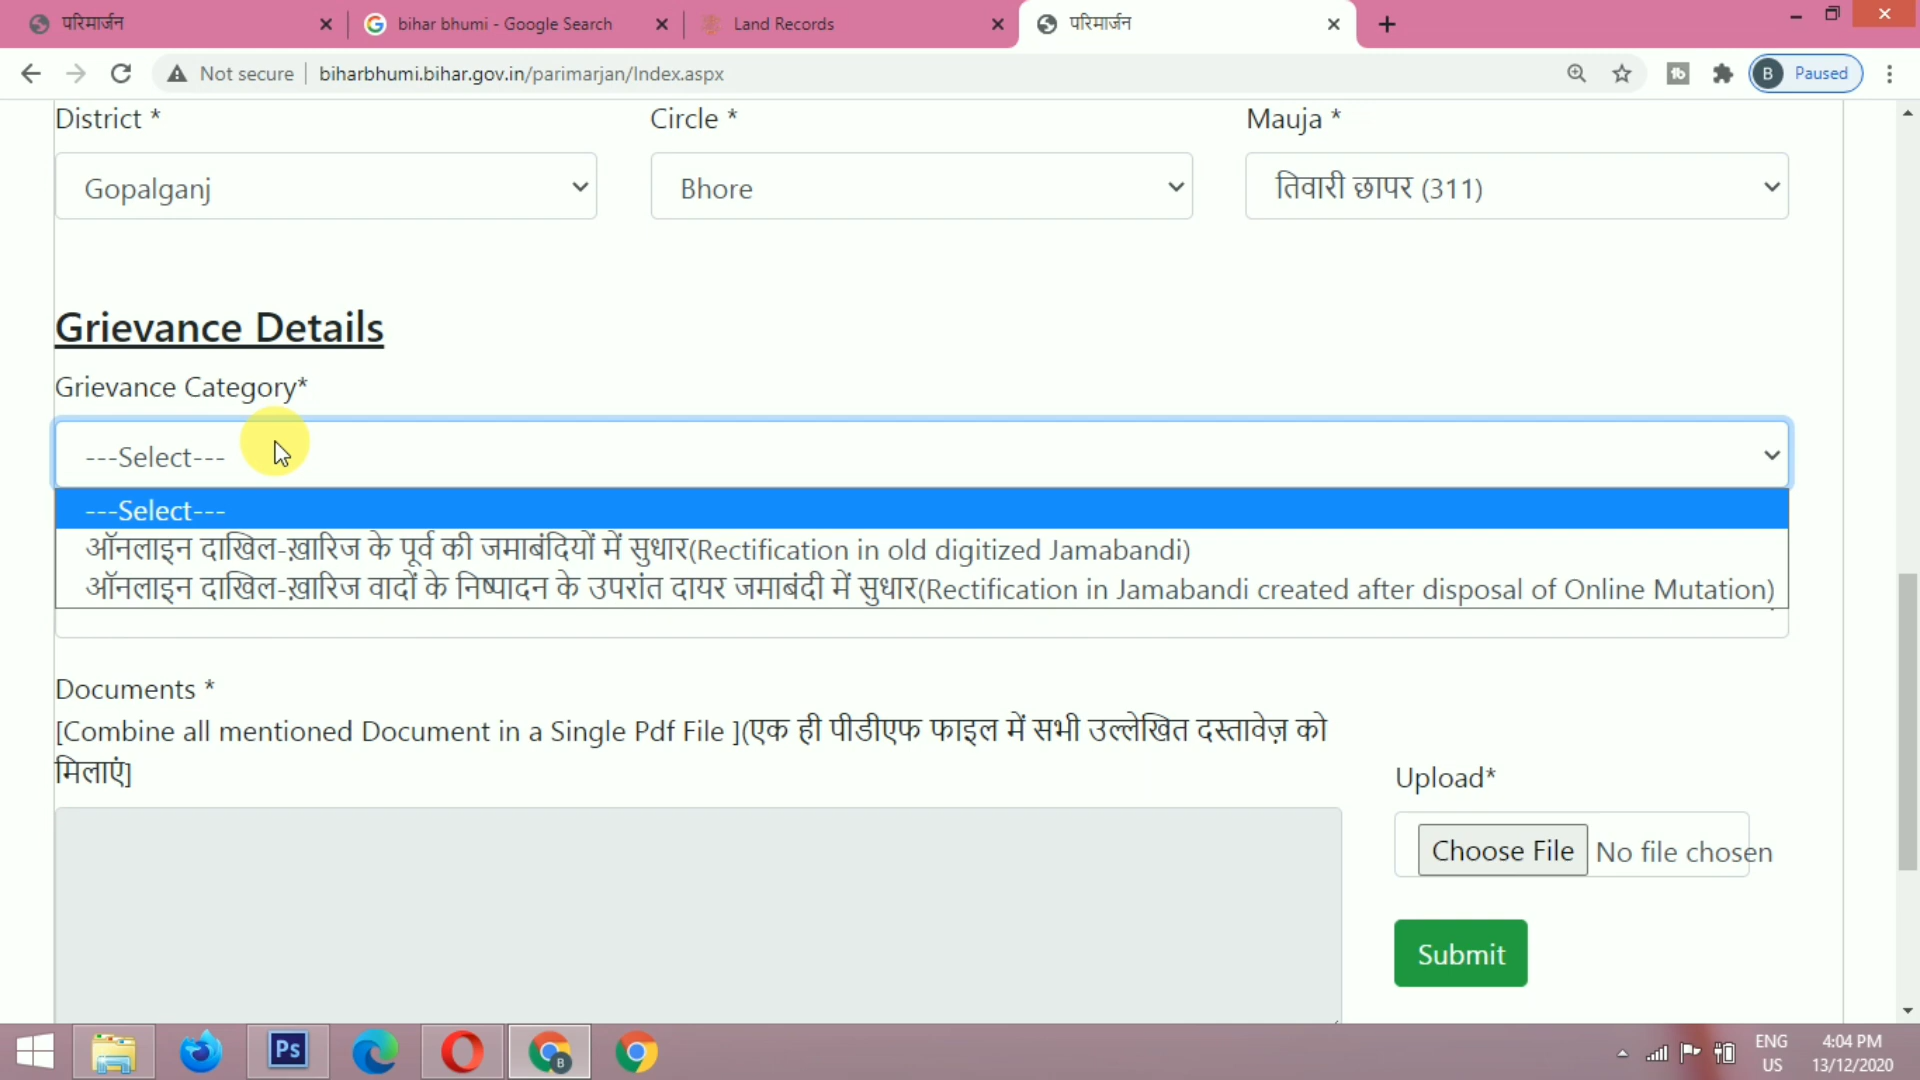 परिमार्जन
bihar bhumi - Google Search
Land Records
परिमार्जन
Not secure
biharbhumi.bihar.gov.in/parimarjan/Index.aspx
B Paused
District *
Circle *
Mauja *
Gopalganj
Bhore
तिवारी छापर (311)
Grievance Details
Grievance Category*
---Select---
---Select---
ऑनलाइन दाखिल-ख़ारिज के पूर्व की जमाबंदियों में सुधार(Rectification in old digitized Jamabandi)
ऑनलाइन दाखिल-ख़ारिज वादों के निष्पादन के उपरांत दायर जमाबंदी में सुधार(Rectification in Jamabandi created after disposal of Online Mutation)
Documents *
[Combine all mentioned Document in a Single Pdf File ](एक ही पीडीएफ फाइल में सभी उल्लेखित दस्तावेज़ को
मिलाएं]
Upload*
Choose File No file chosen
Submit
Ps
B
ENG
US
4:04 PM
13/12/2020